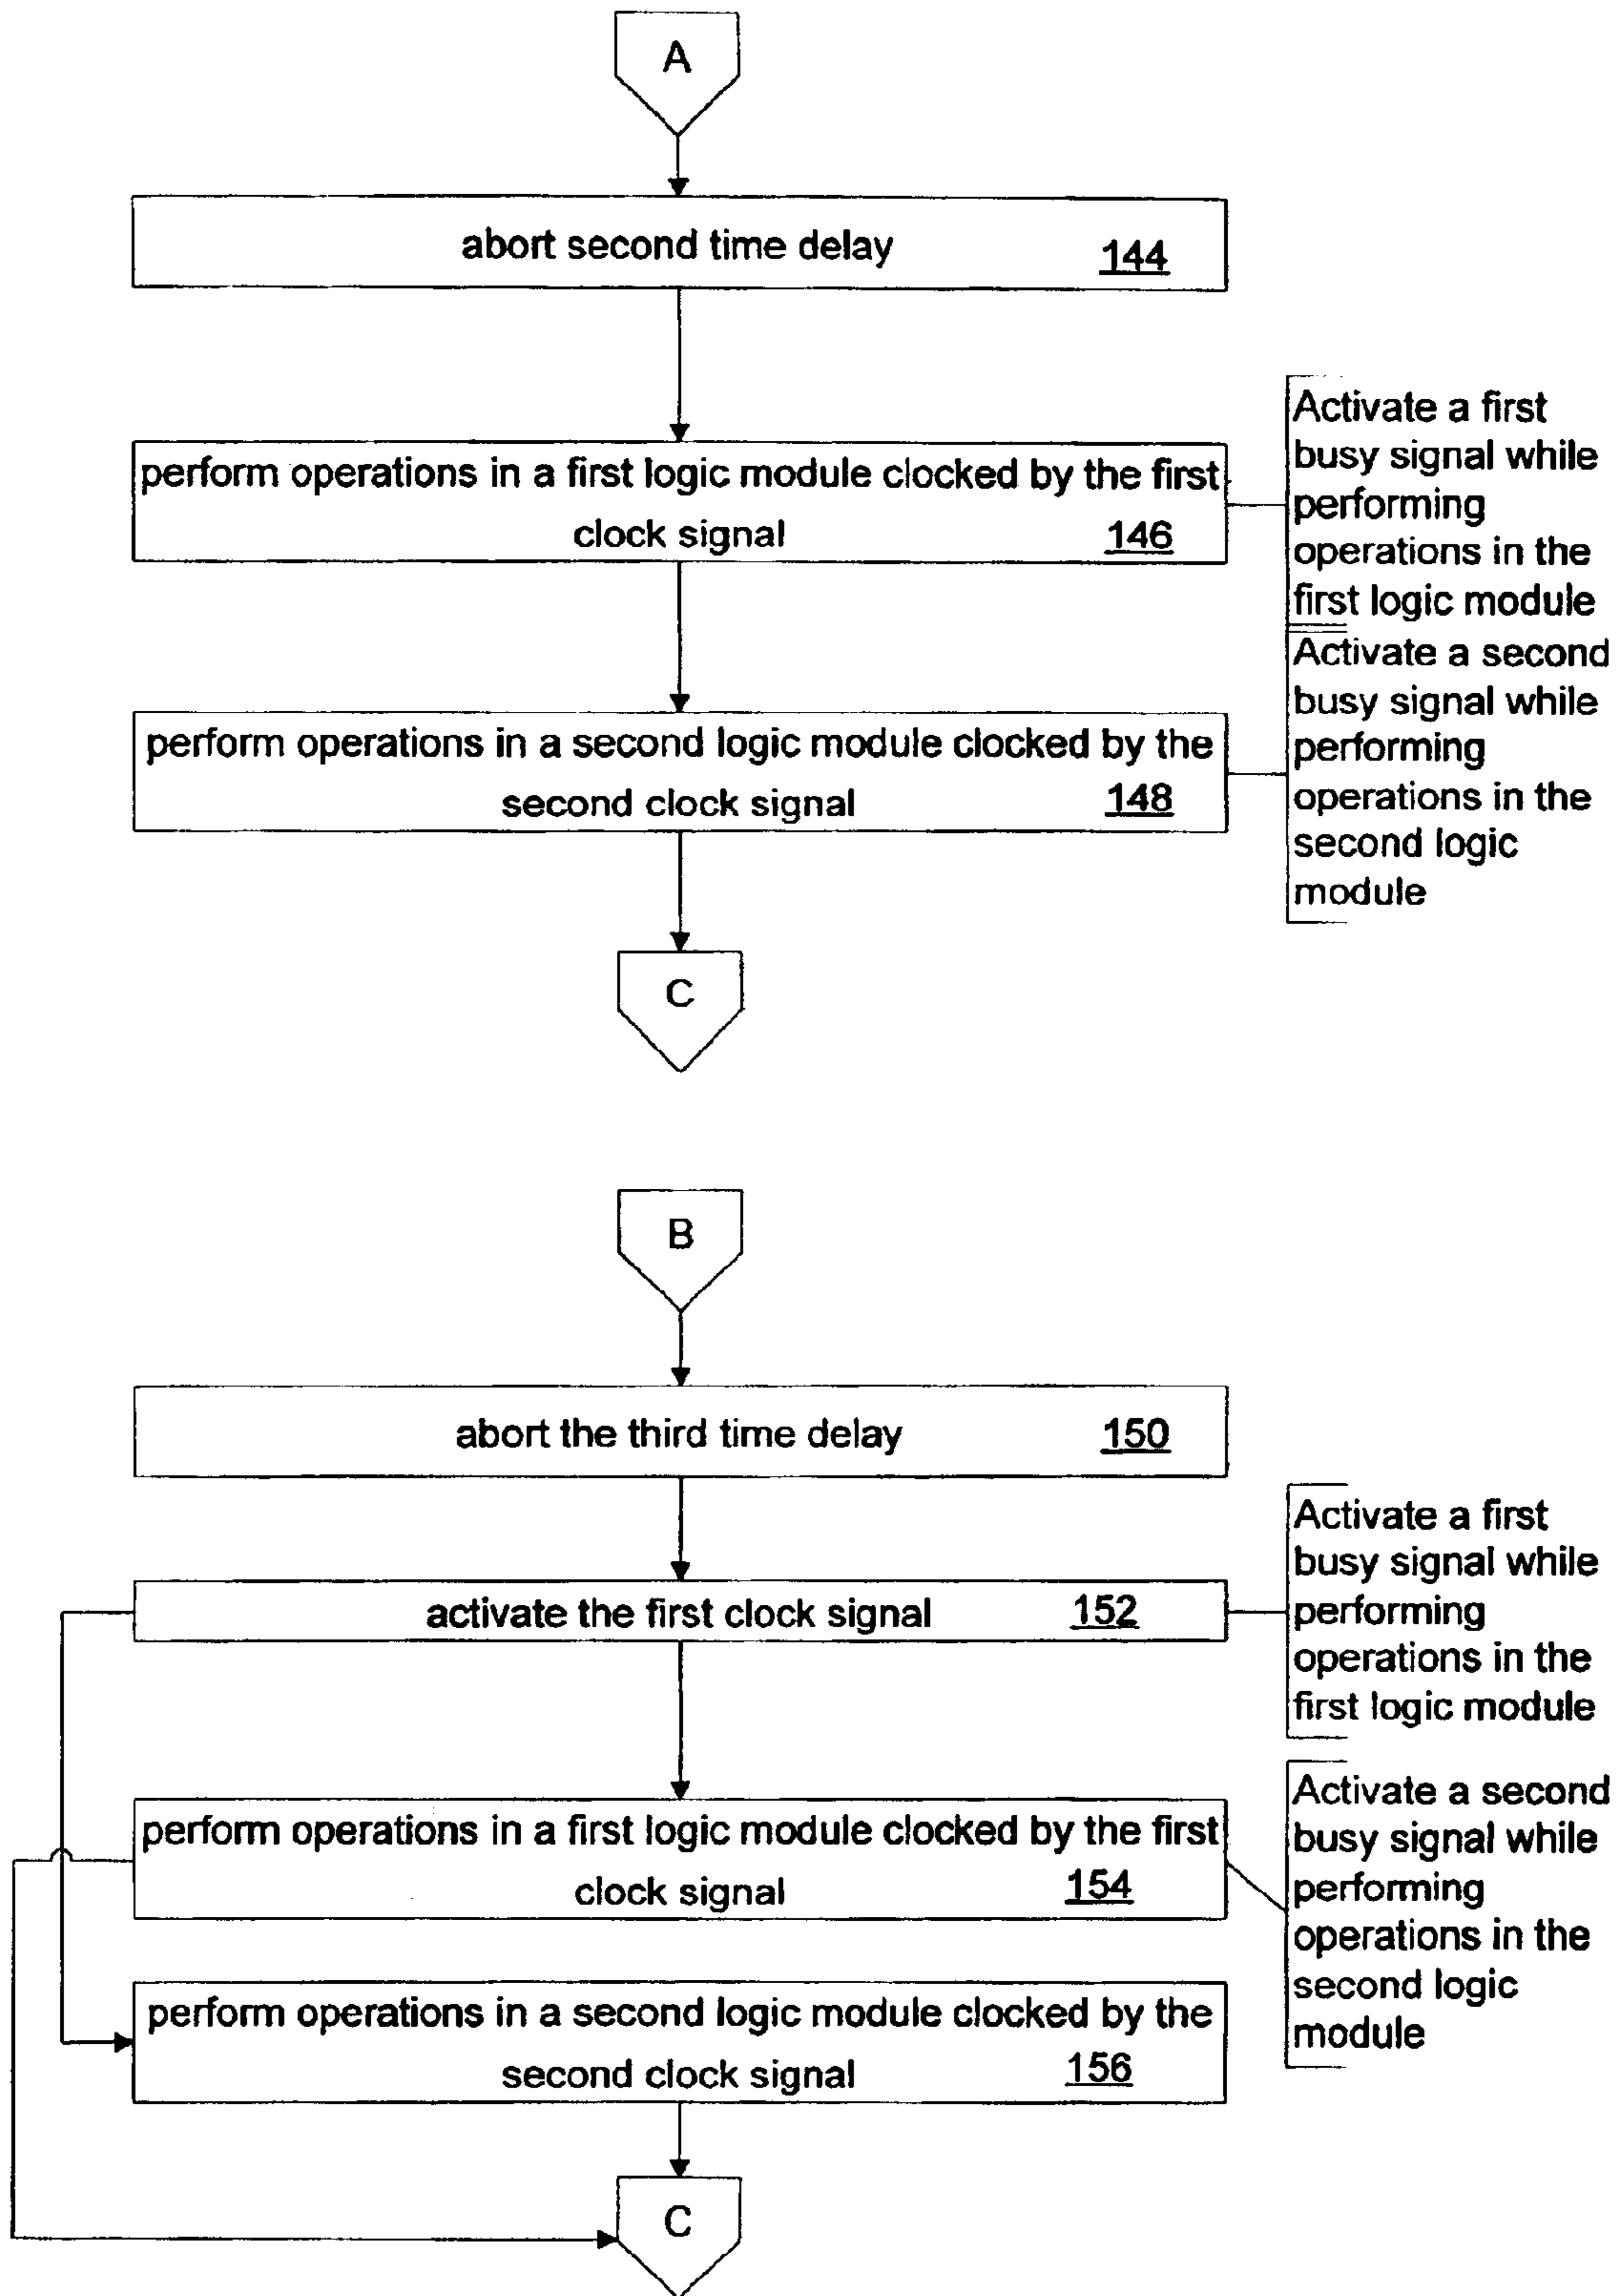 A
abort second time delay 144
perform operations in a first logic module clocked by the first
clock signal 146
Activate a first
busy signal while
performing
operations in the
first logic module
perform operations in a second logic module clocked by the
second clock signal 148
Activate a second
busy signal while
performing
operations in the
second logic
module
C
B
abort the third time delay 150
activate the first clock signal 152
Activate a first
busy signal while
performing
operations in the
first logic module
perform operations in a first logic module clocked by the first
clock signal 154
Activate a second
busy signal while
performing
operations in the
second logic
module
perform operations in a second logic module clocked by the
second clock signal 156
C